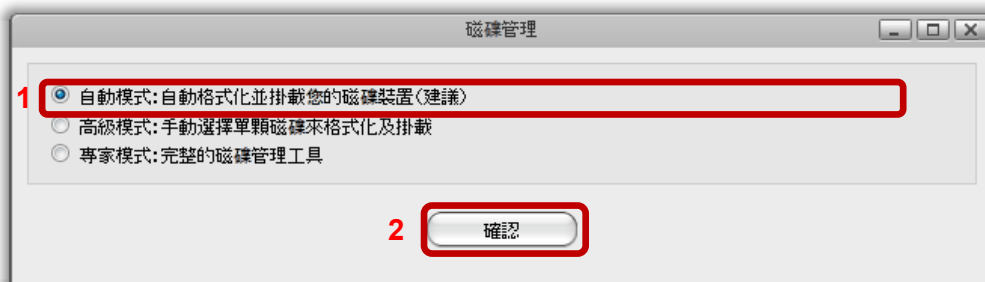 磁碟管理
1
自動模式:自動格式化並掛載您的磁碟裝置(建議)
高級模式:手動選擇單顆磁碟來格式化及掛載
專家模式:完整的磁碟管理工具
2
確認